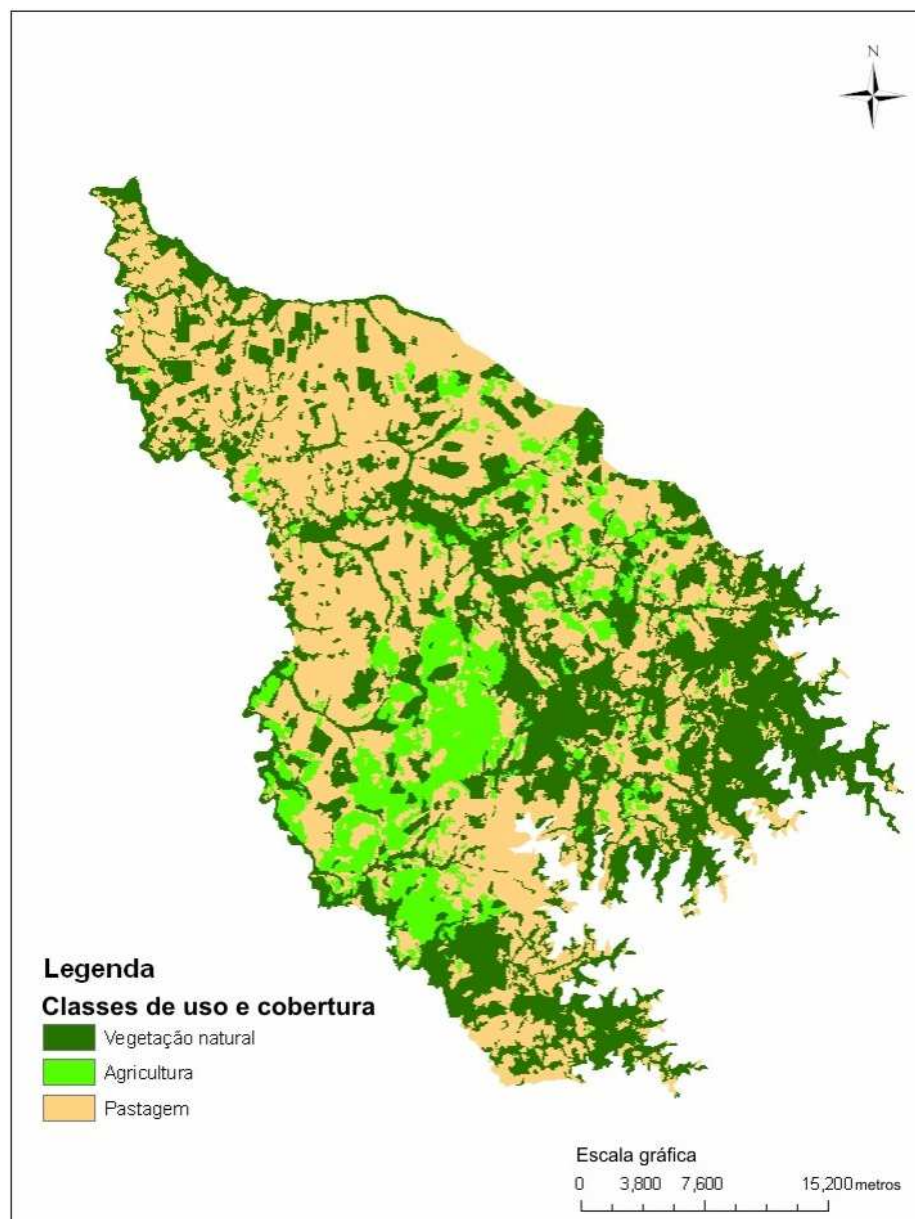 N
Legenda
Classes de uso e cobertura
Vegetação natural
Agricultura
Pastagem
Escala gráfica
0 3,800 7,600 15,200 metros